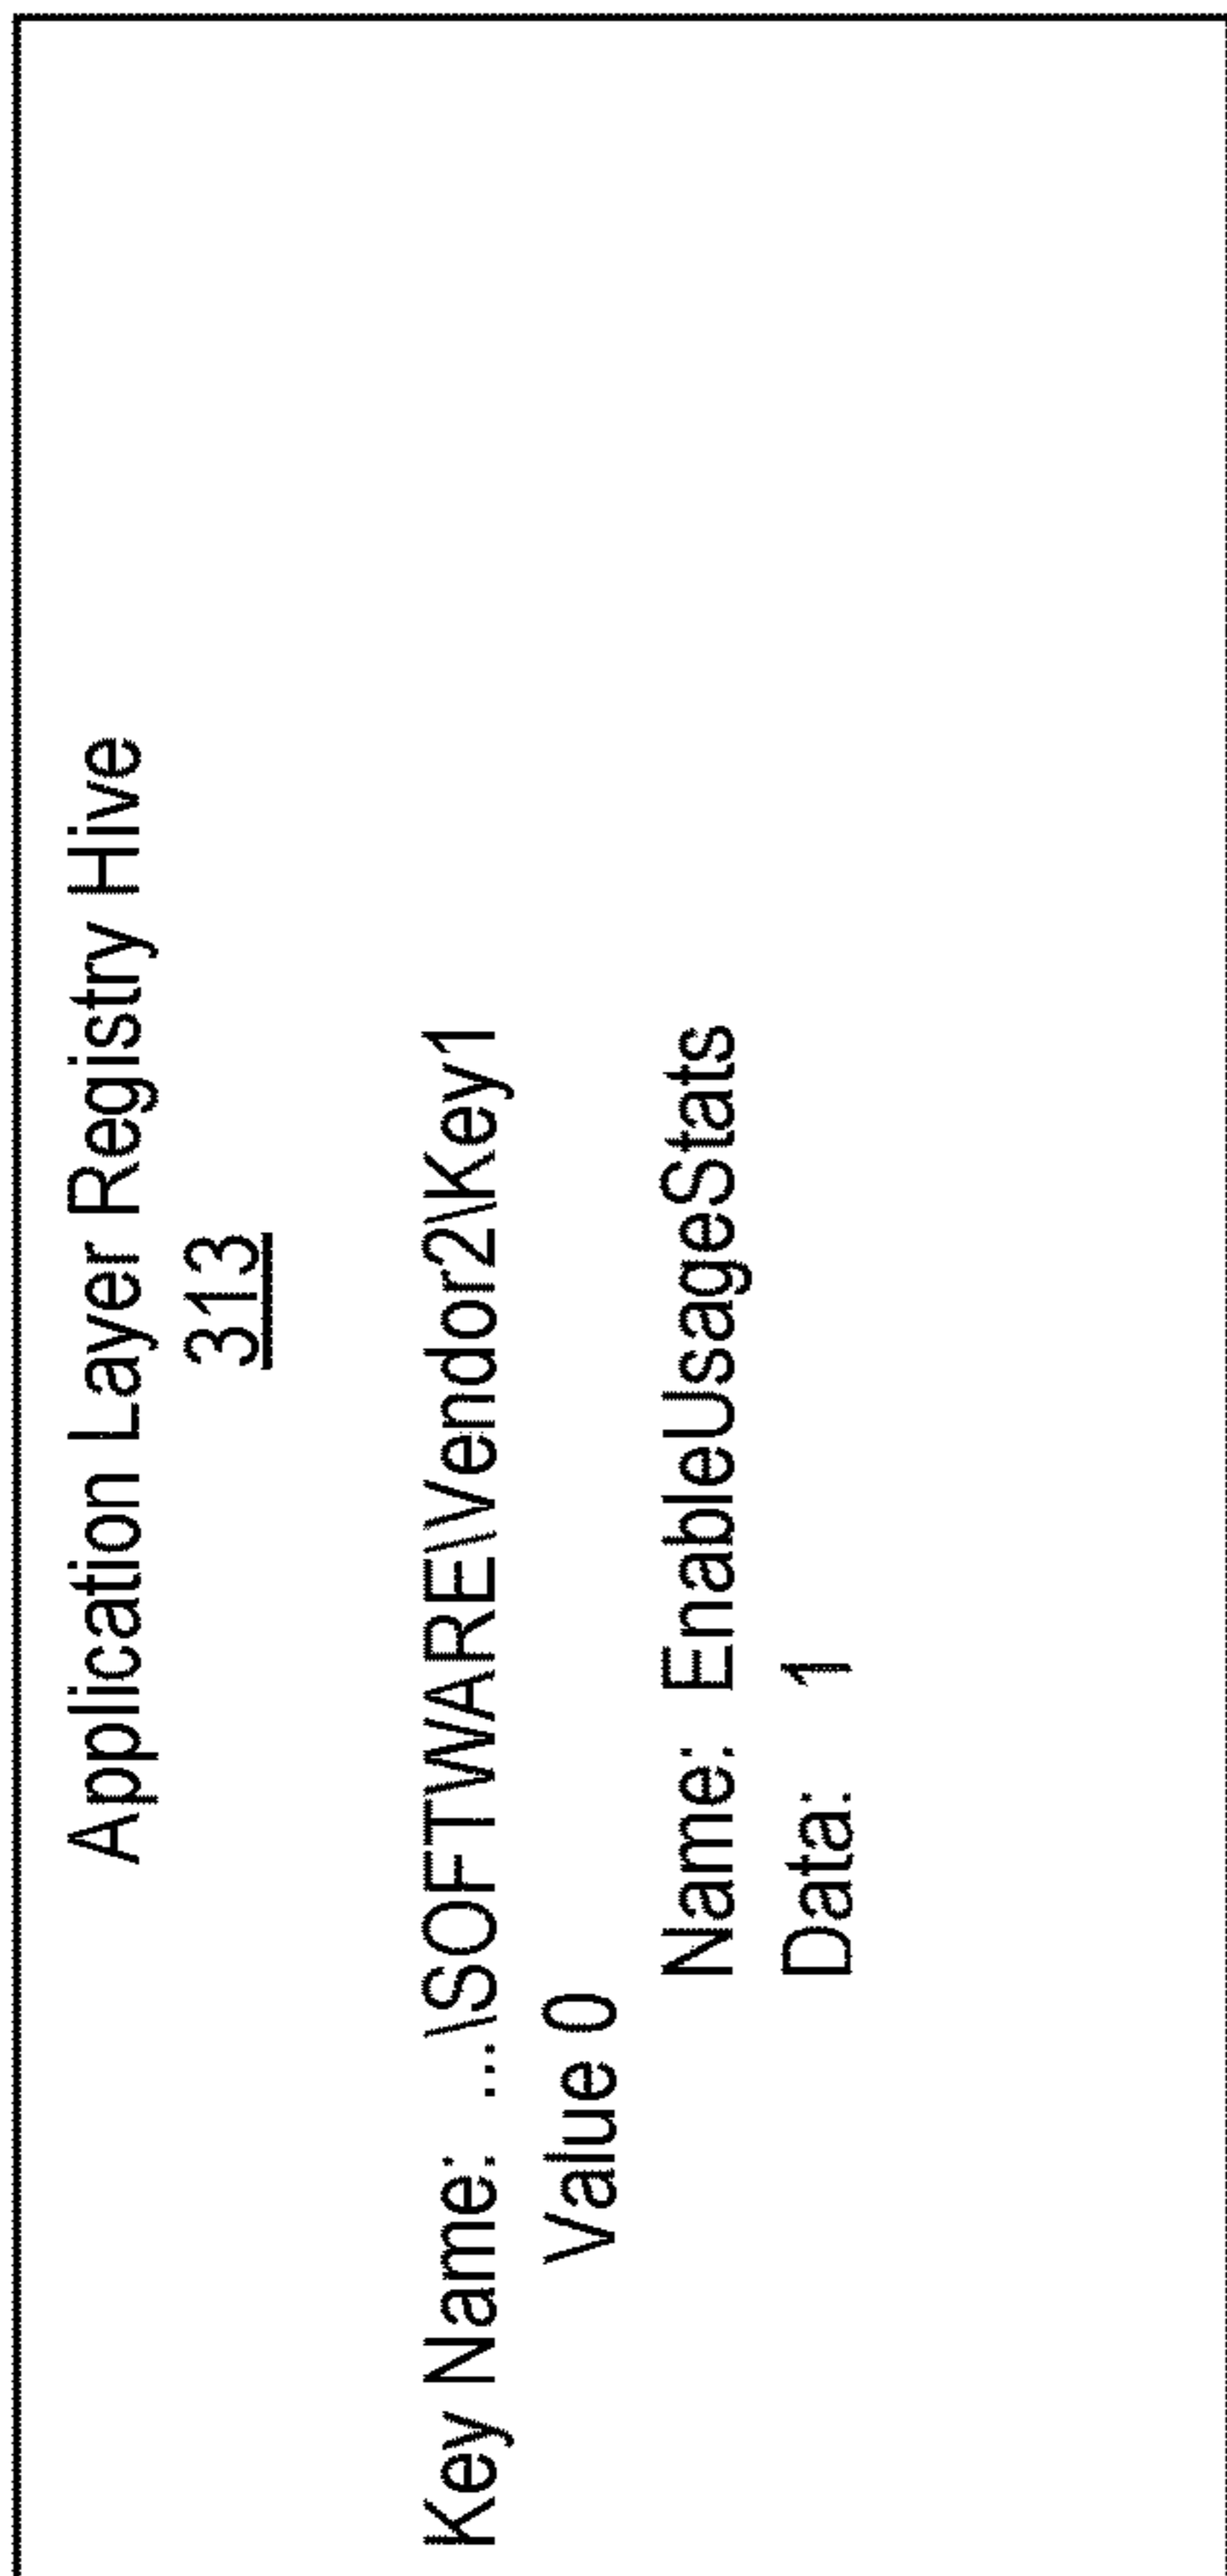 Application Layer Registry Hive
313
Key Name: ...\SOFTWARE\Vendor2\Key1
Value 0
Name: EnableUsageStats
Data: 1